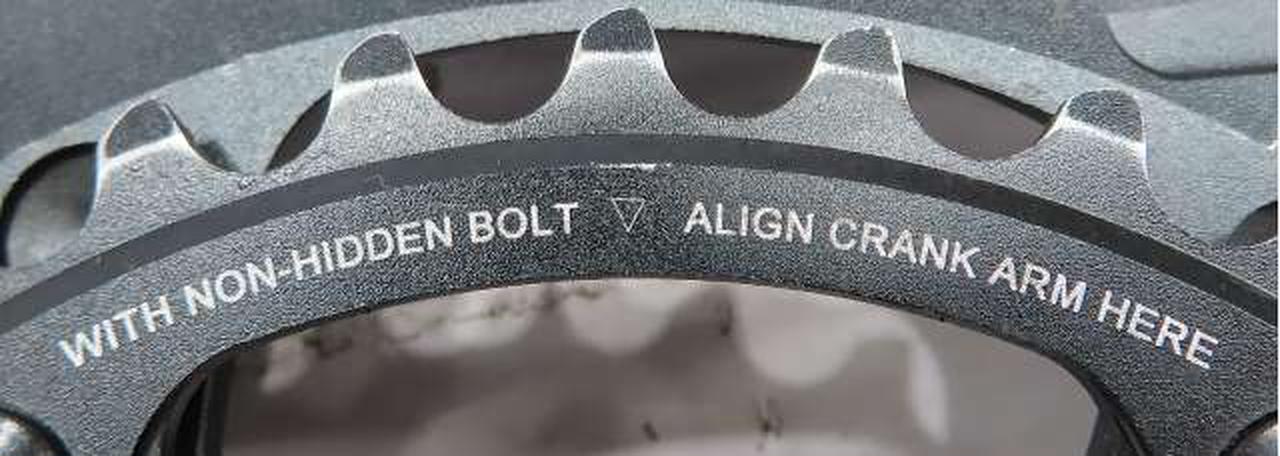 WITH NON-HIDDEN BOLT ▽ ALIGN CRANK ARM HERE